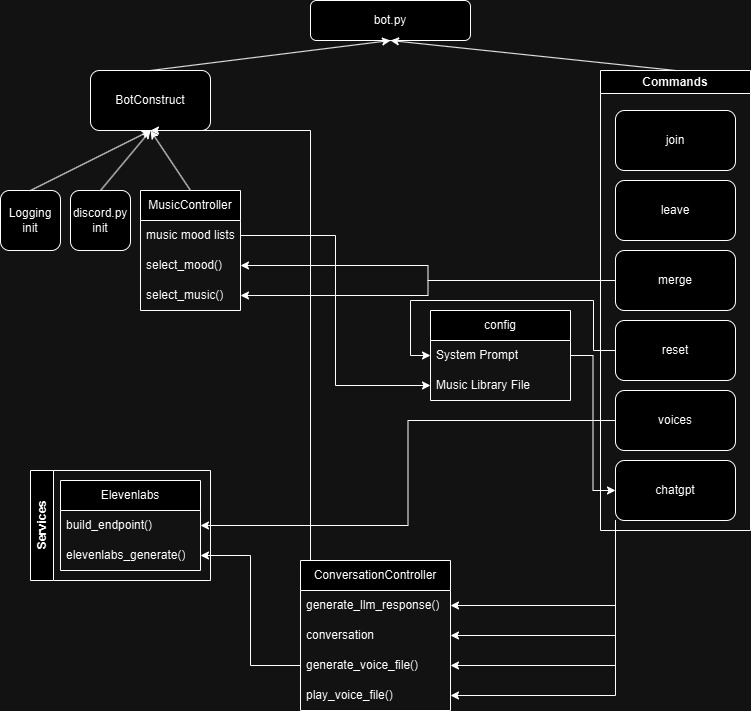 bot.py
BotConstruct
Commands
join
leave
merge
reset
voices
chatgpt
Logging
init
discord.py
init
MusicController
music mood lists
select_mood()
select_music()
config
System Prompt
Music Library File
Services
Elevenlabs
build_endpoint()
elevenlabs_generate()
ConversationController
generate_llm_response()
conversation
generate_voice_file()
play_voice_file()